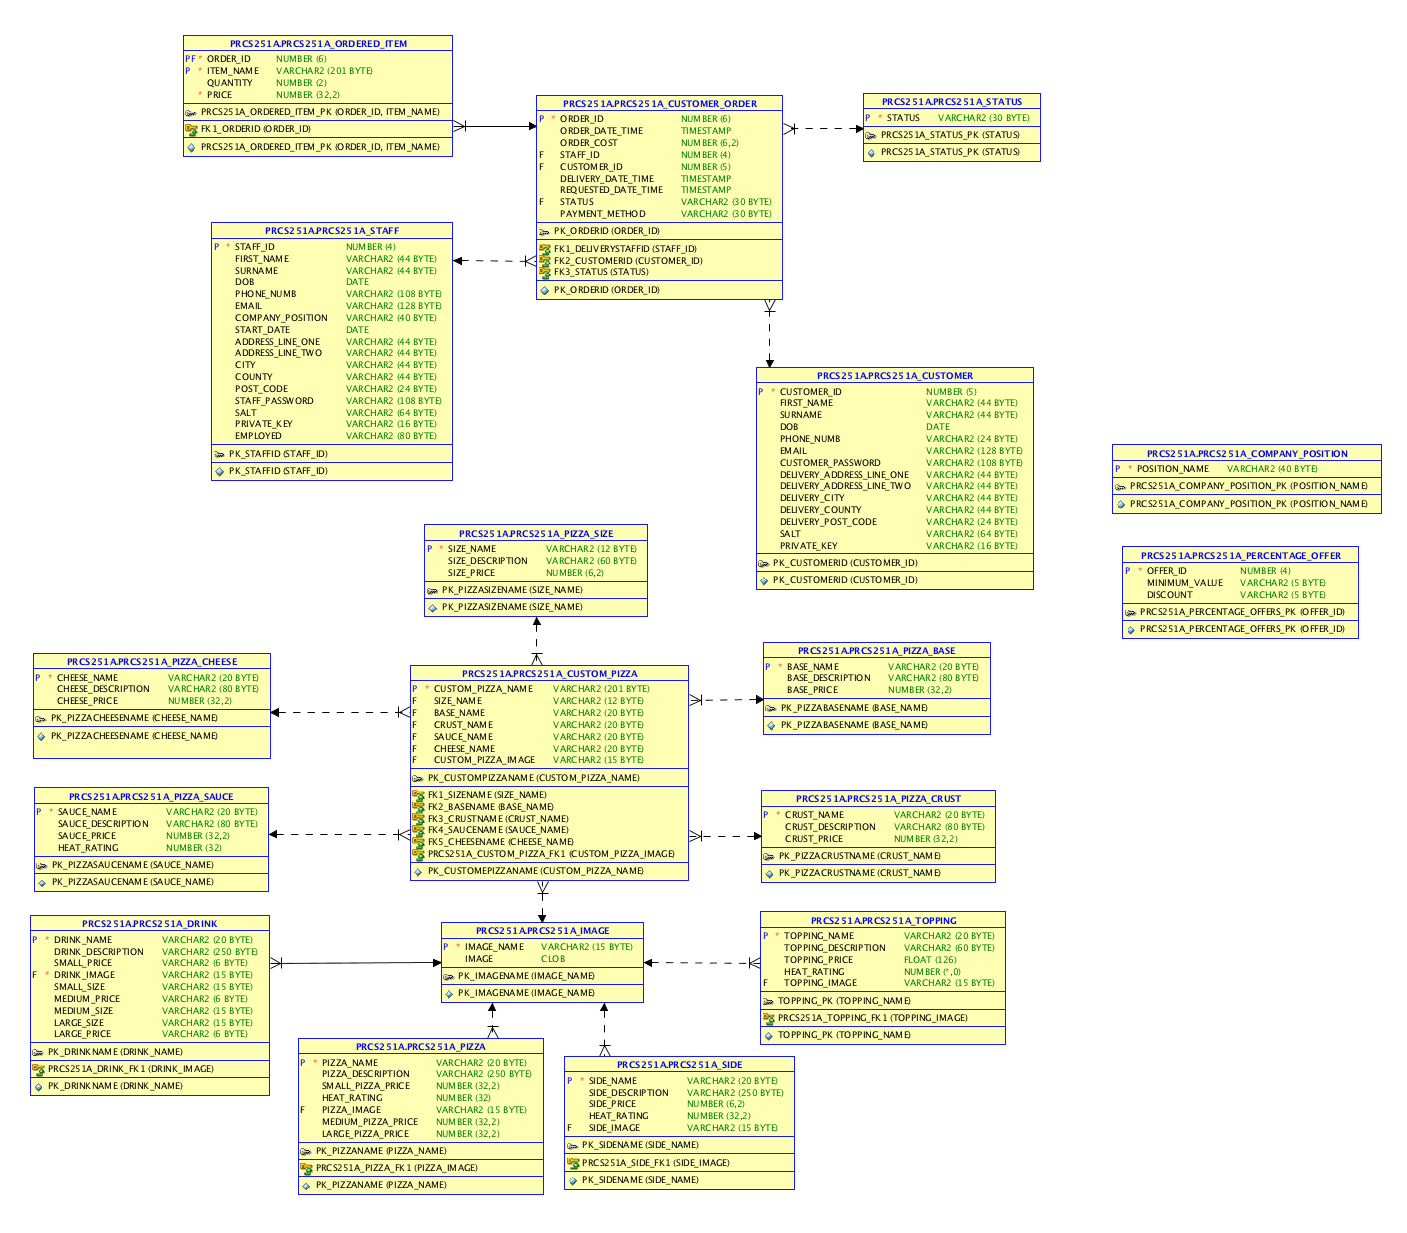 PRCS251A.PRCS251A_ORDERED_ITEM
PF * ORDER_ID NUMBER (6)
P * ITEM_NAME VARCHAR2 (201 BYTE)
QUANTITY NUMBER (2)
* PRICE NUMBER (32,2)
PRCS251A_ORDERED_ITEM_PK (ORDER_ID, ITEM_NAME)
FK1_ORDERID (ORDER_ID)
PRCS251A_ORDERED_ITEM_PK (ORDER_ID, ITEM_NAME)
PRCS251A.PRCS251A_CUSTOMER_ORDER
P * ORDER_ID NUMBER (6)
ORDER_DATE_TIME TIMESTAMP
ORDER_COST NUMBER (6,2)
F STAFF_ID NUMBER (4)
F CUSTOMER_ID NUMBER (5)
DELIVERY_DATE_TIME TIMESTAMP
REQUESTED_DATE_TIME TIMESTAMP
F STATUS VARCHAR2 (30 BYTE)
PAYMENT_METHOD VARCHAR2 (30 BYTE)
PK_ORDERID (ORDER_ID)
FK1_DELIVERYSTAFFID (STAFF_ID)
FK2_CUSTOMERID (CUSTOMER_ID)
FK3_STATUS (STATUS)
PK_ORDERID (ORDER_ID)
PRCS251A.PRCS251A_STATUS
P * STATUS VARCHAR2 (30 BYTE)
PRCS251A_STATUS_PK (STATUS)
PRCS251A_STATUS_PK (STATUS)
PRCS251A.PRCS251A_STAFF
P * STAFF_ID NUMBER (4)
FIRST_NAME VARCHAR2 (44 BYTE)
SURNAME VARCHAR2 (44 BYTE)
DOB DATE
PHONE_NUMB VARCHAR2 (108 BYTE)
EMAIL VARCHAR2 (128 BYTE)
COMPANY_POSITION VARCHAR2 (40 BYTE)
START_DATE DATE
ADDRESS_LINE_ONE VARCHAR2 (44 BYTE)
ADDRESS_LINE_TWO VARCHAR2 (44 BYTE)
CITY VARCHAR2 (44 BYTE)
COUNTY VARCHAR2 (44 BYTE)
POST_CODE VARCHAR2 (24 BYTE)
STAFF_PASSWORD VARCHAR2 (108 BYTE)
SALT VARCHAR2 (64 BYTE)
PRIVATE_KEY VARCHAR2 (16 BYTE)
EMPLOYED VARCHAR2 (80 BYTE)
PK_STAFFID (STAFF_ID)
PK_STAFFID (STAFF_ID)
PRCS251A.PRCS251A_CUSTOMER
P * CUSTOMER_ID NUMBER (5)
FIRST_NAME VARCHAR2 (44 BYTE)
SURNAME VARCHAR2 (44 BYTE)
DOB DATE
PHONE_NUMB VARCHAR2 (24 BYTE)
EMAIL VARCHAR2 (128 BYTE)
CUSTOMER_PASSWORD VARCHAR2 (108 BYTE)
DELIVERY_ADDRESS_LINE_ONE VARCHAR2 (44 BYTE)
DELIVERY_ADDRESS_LINE_TWO VARCHAR2 (44 BYTE)
DELIVERY_CITY VARCHAR2 (44 BYTE)
DELIVERY_COUNTY VARCHAR2 (44 BYTE)
DELIVERY_POST_CODE VARCHAR2 (24 BYTE)
SALT VARCHAR2 (64 BYTE)
PRIVATE_KEY VARCHAR2 (16 BYTE)
PK_CUSTOMERID (CUSTOMER_ID)
PK_CUSTOMERID (CUSTOMER_ID)
PRCS251A.PRCS251A_COMPANY_POSITION
P * POSITION_NAME VARCHAR2 (40 BYTE)
PRCS251A_COMPANY_POSITION_PK (POSITION_NAME)
PRCS251A_COMPANY_POSITION_PK (POSITION_NAME)
PRCS251A.PRCS251A_PERCENTAGE_OFFER
P * OFFER_ID NUMBER (4)
MINIMUM_VALUE VARCHAR2 (5 BYTE)
DISCOUNT VARCHAR2 (5 BYTE)
PRCS251A_PERCENTAGE_OFFERS_PK (OFFER_ID)
PRCS251A_PERCENTAGE_OFFERS_PK (OFFER_ID)
PRCS251A.PRCS251A_PIZZA_SIZE
P * SIZE_NAME VARCHAR2 (12 BYTE)
SIZE_DESCRIPTION VARCHAR2 (60 BYTE)
SIZE_PRICE NUMBER (6,2)
PK_PIZZASIZENAME (SIZE_NAME)
PK_PIZZASIZENAME (SIZE_NAME)
PRCS251A.PRCS251A_PIZZA_CHEESE
P * CHEESE_NAME VARCHAR2 (20 BYTE)
CHEESE_DESCRIPTION VARCHAR2 (80 BYTE)
CHEESE_PRICE NUMBER (32,2)
PK_PIZZACHEESENAME (CHEESE_NAME)
PK_PIZZACHEESENAME (CHEESE_NAME)
PRCS251A.PRCS251A_CUSTOM_PIZZA
P * CUSTOM_PIZZA_NAME VARCHAR2 (201 BYTE)
F SIZE_NAME VARCHAR2 (12 BYTE)
F BASE_NAME VARCHAR2 (20 BYTE)
F CRUST_NAME VARCHAR2 (20 BYTE)
F SAUCE_NAME VARCHAR2 (20 BYTE)
F CHEESE_NAME VARCHAR2 (20 BYTE)
F CUSTOM_PIZZA_IMAGE VARCHAR2 (15 BYTE)
PK_CUSTOMPIZZANAME (CUSTOM_PIZZA_NAME)
FK1_SIZENAME (SIZE_NAME)
FK2_BASENAME (BASE_NAME)
FK3_CRUSTNAME (CRUST_NAME)
FK4_SAUCENAME (SAUCE_NAME)
FK5_CHEESENAME (CHEESE_NAME)
PRCS251A_CUSTOM_PIZZA_FK1 (CUSTOM_PIZZA_IMAGE)
PK_CUSTOMEPIZZANAME (CUSTOM_PIZZA_NAME)
PRCS251A.PRCS251A_PIZZA_BASE
P * BASE_NAME VARCHAR2 (20 BYTE)
BASE_DESCRIPTION VARCHAR2 (80 BYTE)
BASE_PRICE NUMBER (32,2)
PK_PIZZABASENAME (BASE_NAME)
PK_PIZZABASENAME (BASE_NAME)
PRCS251A.PRCS251A_PIZZA_SAUCE
P * SAUCE_NAME VARCHAR2 (20 BYTE)
SAUCE_DESCRIPTION VARCHAR2 (80 BYTE)
SAUCE_PRICE NUMBER (32,2)
HEAT_RATING NUMBER (32)
PK_PIZZASAUCENAME (SAUCE_NAME)
PK_PIZZASAUCENAME (SAUCE_NAME)
PRCS251A.PRCS251A_PIZZA_CRUST
P * CRUST_NAME VARCHAR2 (20 BYTE)
CRUST_DESCRIPTION VARCHAR2 (80 BYTE)
CRUST_PRICE NUMBER (32,2)
PK_PIZZACRUSTNAME (CRUST_NAME)
PK_PIZZACRUSTNAME (CRUST_NAME)
PRCS251A.PRCS251A_DRINK
P * DRINK_NAME VARCHAR2 (20 BYTE)
DRINK_DESCRIPTION VARCHAR2 (250 BYTE)
SMALL_PRICE VARCHAR2 (6 BYTE)
F * DRINK_IMAGE VARCHAR2 (15 BYTE)
SMALL_SIZE VARCHAR2 (15 BYTE)
MEDIUM_PRICE VARCHAR2 (6 BYTE)
MEDIUM_SIZE VARCHAR2 (15 BYTE)
LARGE_SIZE VARCHAR2 (15 BYTE)
LARGE_PRICE VARCHAR2 (6 BYTE)
PK_DRINKNAME (DRINK_NAME)
PRCS251A_DRINK_FK1 (DRINK_IMAGE)
PK_DRINKNAME (DRINK_NAME)
PRCS251A.PRCS251A_IMAGE
P * IMAGE_NAME VARCHAR2 (15 BYTE)
IMAGE CLOB
PK_IMAGENAME (IMAGE_NAME)
PK_IMAGENAME (IMAGE_NAME)
PRCS251A.PRCS251A_TOPPING
P * TOPPING_NAME VARCHAR2 (20 BYTE)
TOPPING_DESCRIPTION VARCHAR2 (60 BYTE)
TOPPING_PRICE FLOAT (126)
HEAT_RATING NUMBER (*,0)
F TOPPING_IMAGE VARCHAR2 (15 BYTE)
TOPPING_PK (TOPPING_NAME)
PRCS251A_TOPPING_FK1 (TOPPING_IMAGE)
TOPPING_PK (TOPPING_NAME)
PRCS251A.PRCS251A_PIZZA
P * PIZZA_NAME VARCHAR2 (20 BYTE)
PIZZA_DESCRIPTION VARCHAR2 (250 BYTE)
SMALL_PIZZA_PRICE NUMBER (32,2)
HEAT_RATING NUMBER (32)
F PIZZA_IMAGE VARCHAR2 (15 BYTE)
MEDIUM_PIZZA_PRICE NUMBER (32,2)
LARGE_PIZZA_PRICE NUMBER (32,2)
PK_PIZZANAME (PIZZA_NAME)
PRCS251A_PIZZA_FK1 (PIZZA_IMAGE)
PK_PIZZANAME (PIZZA_NAME)
PRCS251A.PRCS251A_SIDE
P * SIDE_NAME VARCHAR2 (20 BYTE)
SIDE_DESCRIPTION VARCHAR2 (250 BYTE)
SIDE_PRICE NUMBER (6,2)
HEAT_RATING NUMBER (32,2)
F SIDE_IMAGE VARCHAR2 (15 BYTE)
PK_SIDENAME (SIDE_NAME)
PRCS251A_SIDE_FK1 (SIDE_IMAGE)
PK_SIDENAME (SIDE_NAME)